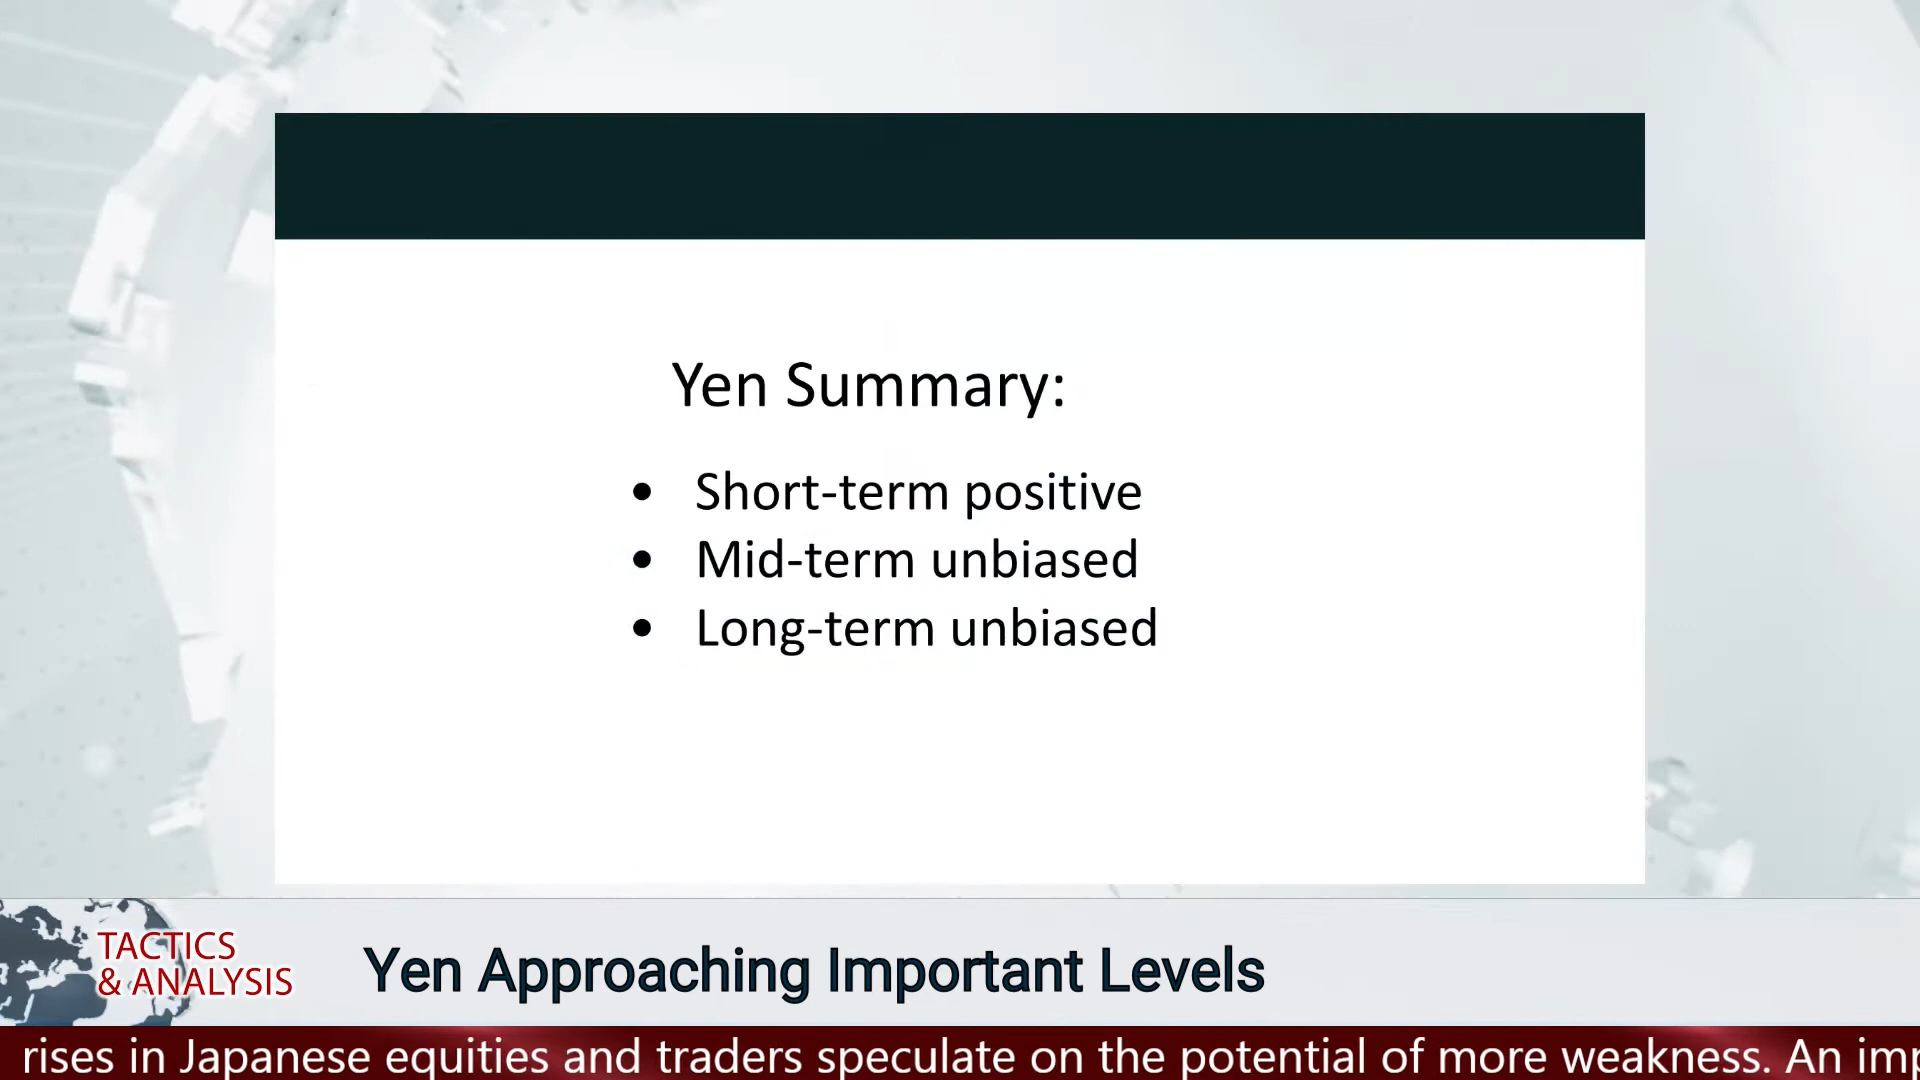 Yen Summary:
• Short-term positive
• Mid-term unbiased
• Long-term unbiased
TACTICS
& ANALYSIS
Yen Approaching Important Levels
rises in Japanese equities and traders speculate on the potential of more weakness. An